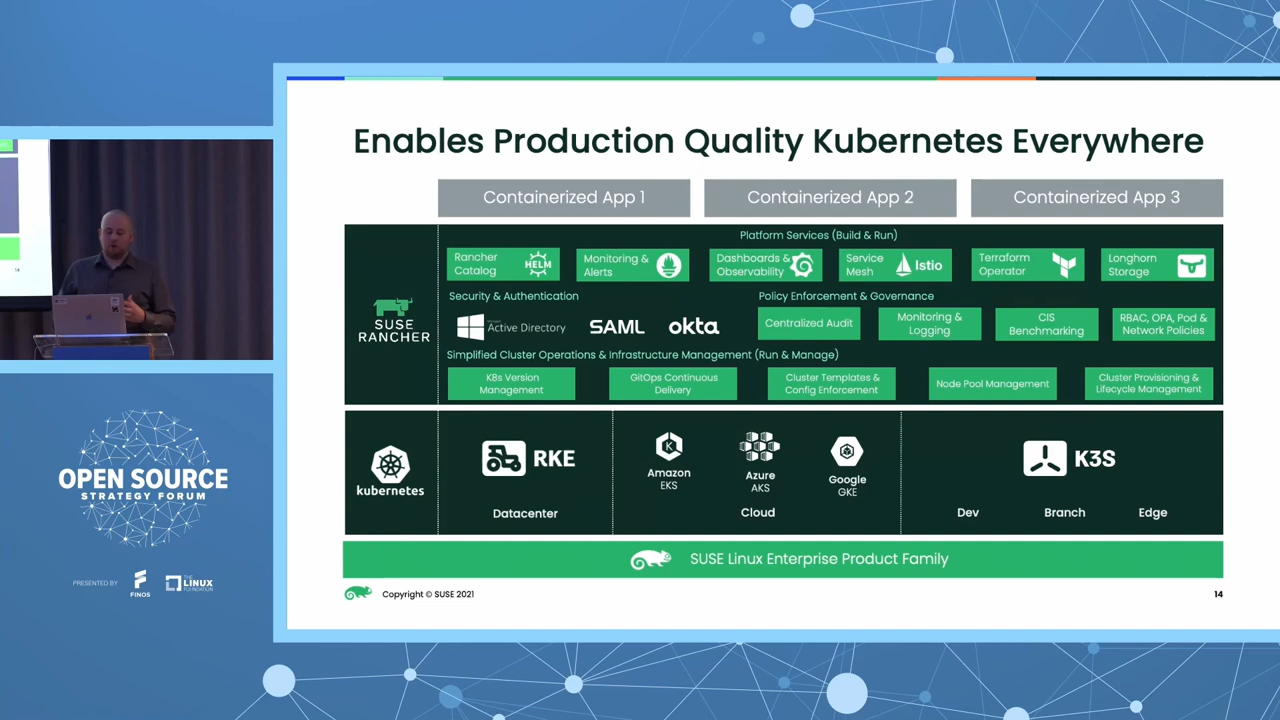 Enables Production Quality Kubernetes Everywhere
Containerized App 1
Containerized App 2
Containerized App 3
Platform Services (Build & Run)
Rancher
Catalog
HELM
Monitoring &
Alerts
Dashboards &
Observability
Service
Mesh
Istio
Terraform
Operator
Longhorn
Storage
SUSE
RANCHER
Security & Authentication
Active Directory
SAML
okta
Policy Enforcement & Governance
Centralized Audit
Monitoring &
Logging
CIS
Benchmarking
RBAC, OPA, Pod &
Network Policies
Simplified Cluster Operations & Infrastructure Management (Run & Manage)
K8s Version
Management
GitOps Continuous
Delivery
Cluster Templates &
Config Enforcement
Node Pool Management
Cluster Provisioning &
Lifecycle Management
kubernetes
RKE
Datacenter
Amazon
EKS
Azure
AKS
Google
GKE
Cloud
K3S
Dev
Branch
Edge
SUSE Linux Enterprise Product Family
Copyright © SUSE 2021
14
14
OPEN SOURCE
STRATEGY FORUM
PRESENTED BY
FINOS
THE
LINUX
FOUNDATION